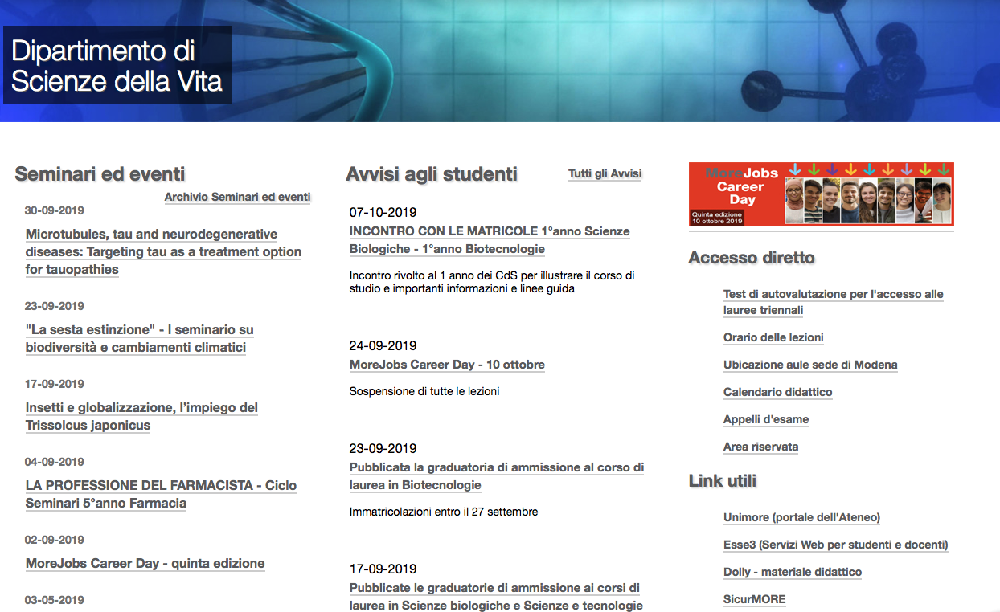 Dipartimento di
Scienze della Vita
Seminari ed eventi
Archivio Seminari ed eventi
30-09-2019
Microtubules, tau and neurodegenerative
diseases: Targeting tau as a treatment option
for tauopathies
23-09-2019
"La sesta estinzione" - I seminario su
biodiversità e cambiamenti climatici
17-09-2019
Insetti e globalizzazione, l’impiego del
Trissolcus japonicus
04-09-2019
LA PROFESSIONE DEL FARMACISTA - Ciclo
Seminari 5°anno Farmacia
02-09-2019
MoreJobs Career Day - quinta edizione
03-05-2019
Avvisi agli studenti
Tutti gli Avvisi
07-10-2019
INCONTRO CON LE MATRICOLE 1°anno Scienze
Biologiche - 1°anno Biotecnologie
Incontro rivolto al 1 anno dei CdS per illustrare il corso di
studio e importanti informazioni e linee guida
24-09-2019
MoreJobs Career Day - 10 ottobre
Sospensione di tutte le lezioni
23-09-2019
Pubblicata la graduatoria di ammissione al corso di
laurea in Biotecnologie
Immatricolazioni entro il 27 settembre
17-09-2019
Pubblicate le graduatorie di ammissione ai corsi di
laurea in Scienze biologiche e Scienze e tecnologie
MoreJobs
Career
Day
Quinta edizione
10 ottobre 2019
Accesso diretto
Test di autovalutazione per l'accesso alle
lauree triennali
Orario delle lezioni
Ubicazione aule sede di Modena
Calendario didattico
Appelli d'esame
Area riservata
Link utili
Unimore (portale dell'Ateneo)
Esse3 (Servizi Web per studenti e docenti)
Dolly - materiale didattico
SicurMORE